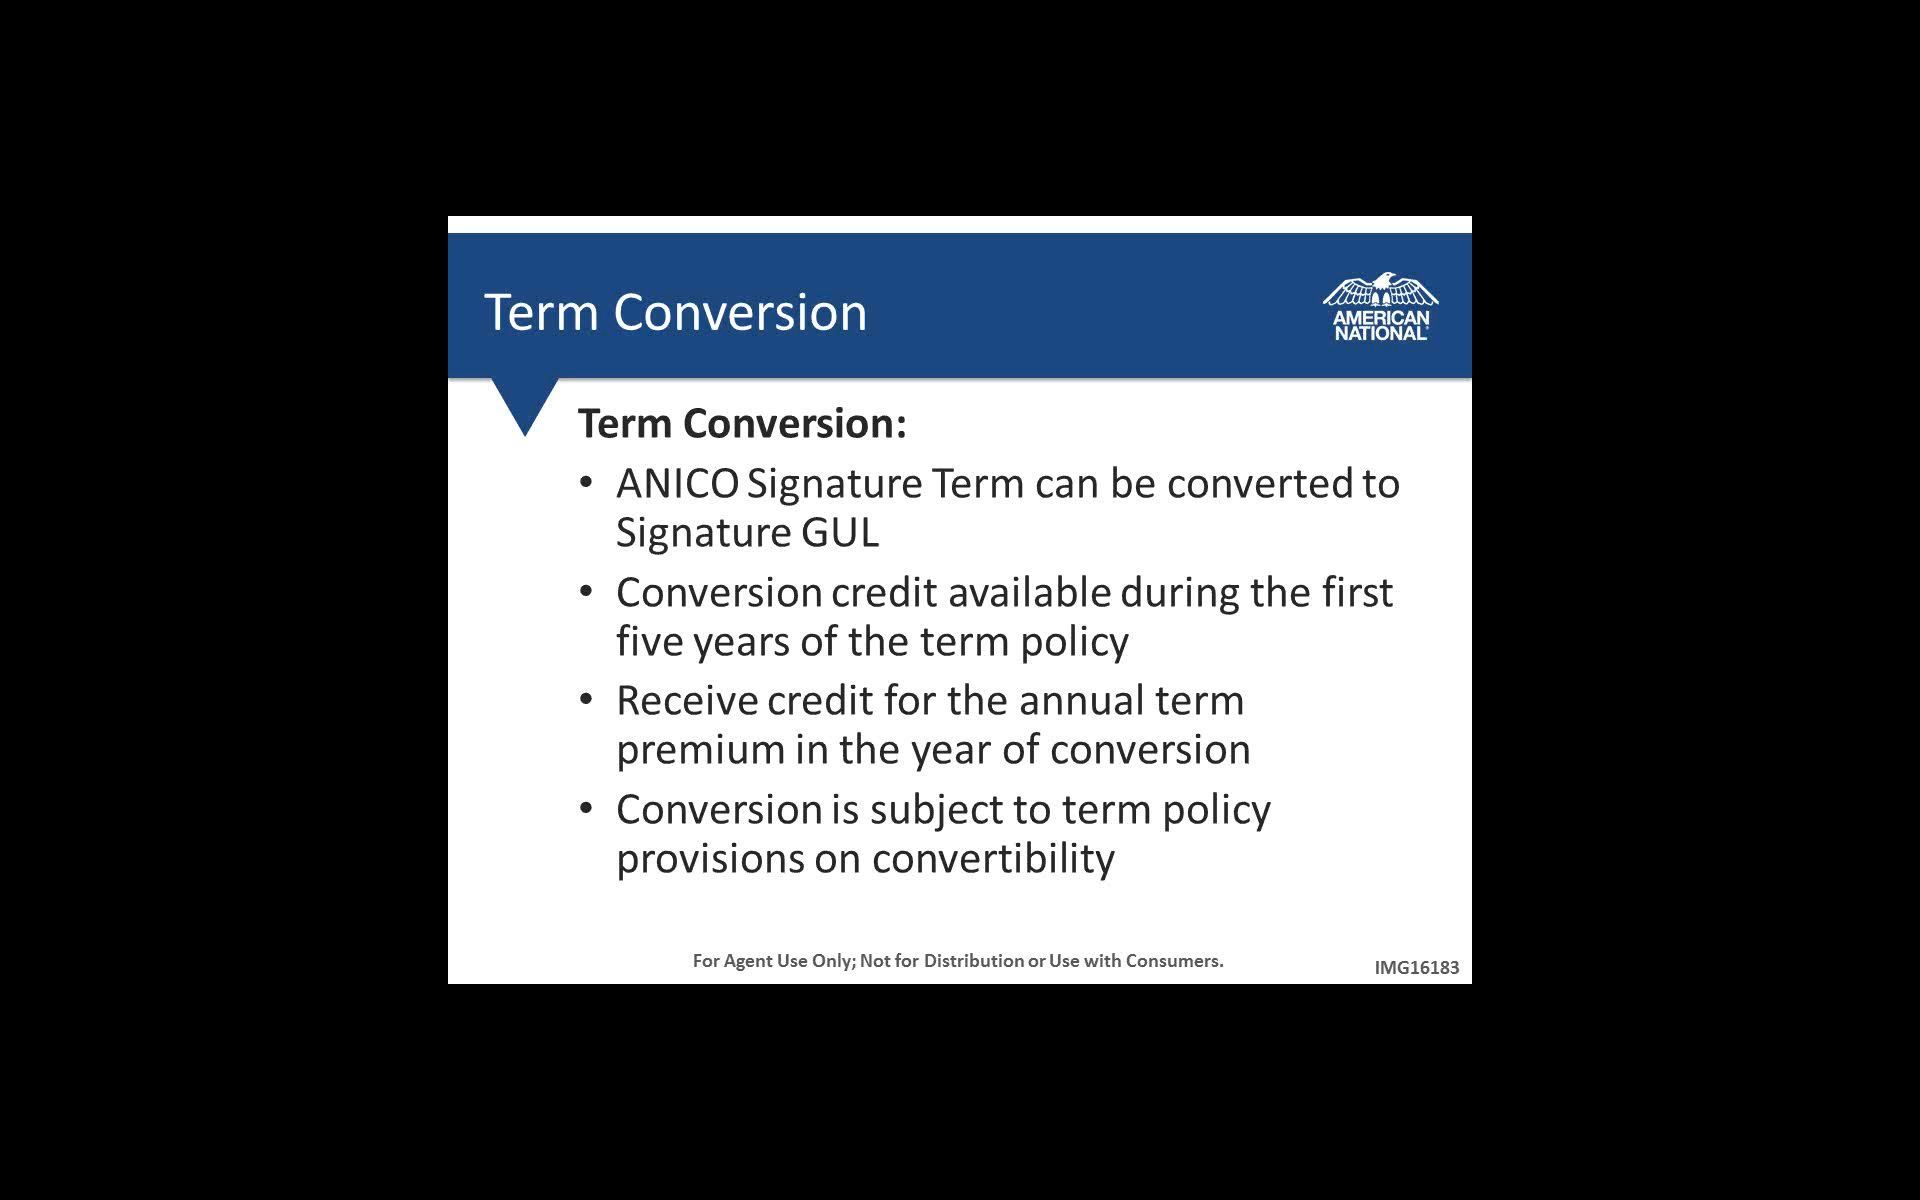 Term Conversion
AMERICAN
NATIONAL
Term Conversion:
• ANICO Signature Term can be converted to
Signature GUL
• Conversion credit available during the first
five years of the term policy
• Receive credit for the annual term
premium in the year of conversion
• Conversion is subject to term policy
provisions on convertibility
For Agent Use Only; Not for Distribution or Use with Consumers.
IMG16183